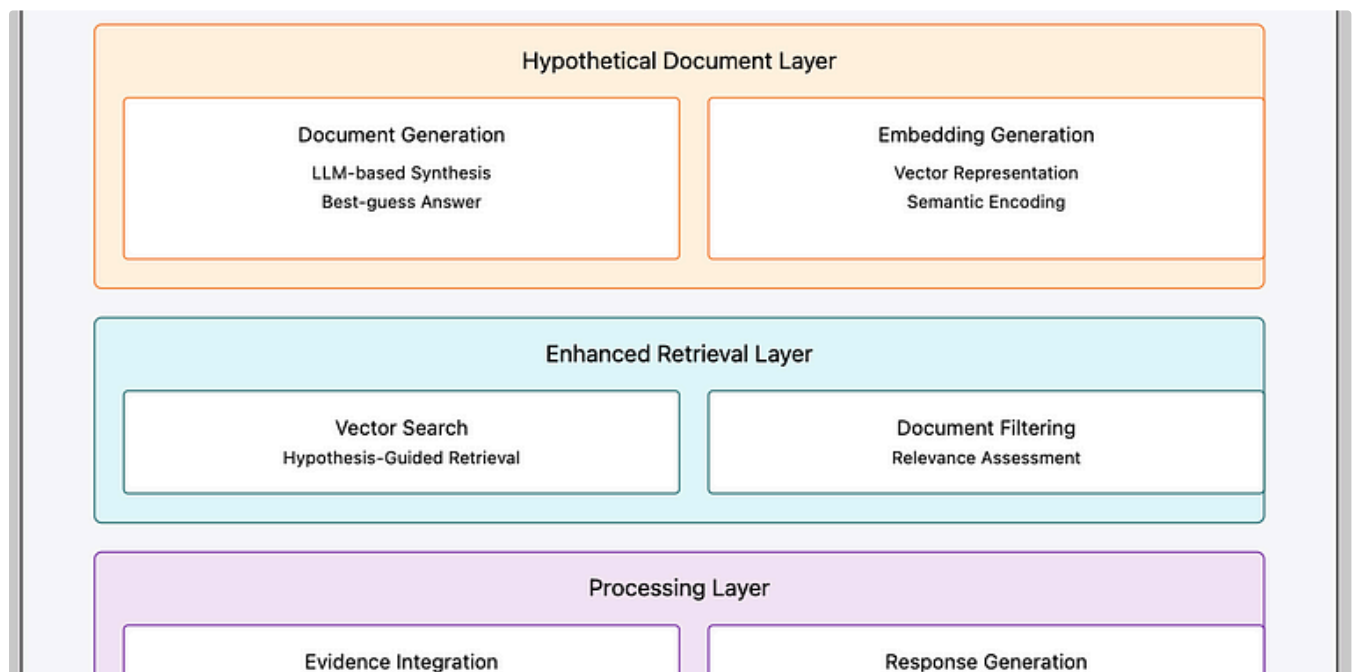 Hypothetical Document Layer
Document Generation
LLM-based Synthesis
Best-guess Answer
Embedding Generation
Vector Representation
Semantic Encoding
Enhanced Retrieval Layer
Vector Search
Hypothesis-Guided Retrieval
Document Filtering
Relevance Assessment
Processing Layer
Evidence Integration
Response Generation